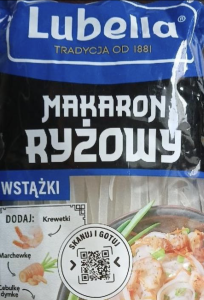 Lubella®
TRADYCJA OD 1881
MAKARON
RYŻOWY
WSTĄŻKI
DODAJ:
Krewetki
Marchewkę
Cebulkę
dymkę
SKANUJ I GOTUJ